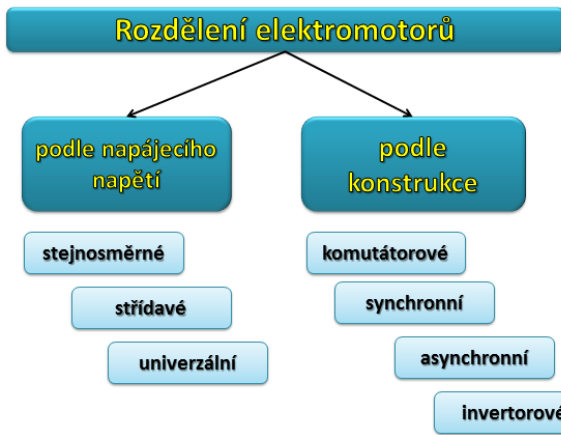 Rozdělení elektromotorů
podle napájecího
napětí
stejnosměrné
střídavé
univerzální
podle
konstrukce
komutátorové
synchronní
asynchronní
invertorové